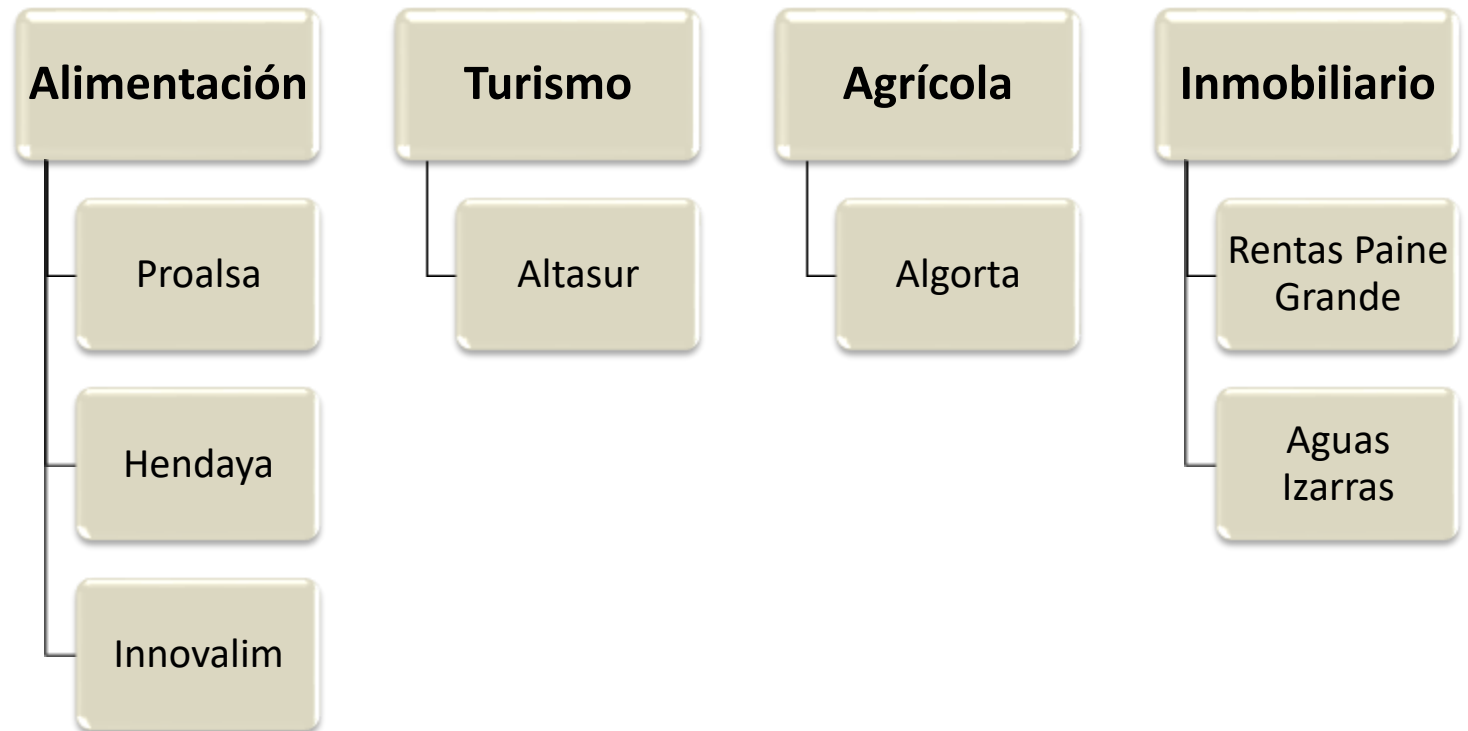 Alimentación
Proalsa
Hendaya
Innovalim
Turismo
Altasur
Agrícola
Algorta
Inmobiliario
Rentas Paine
Grande
Aguas
Izarras